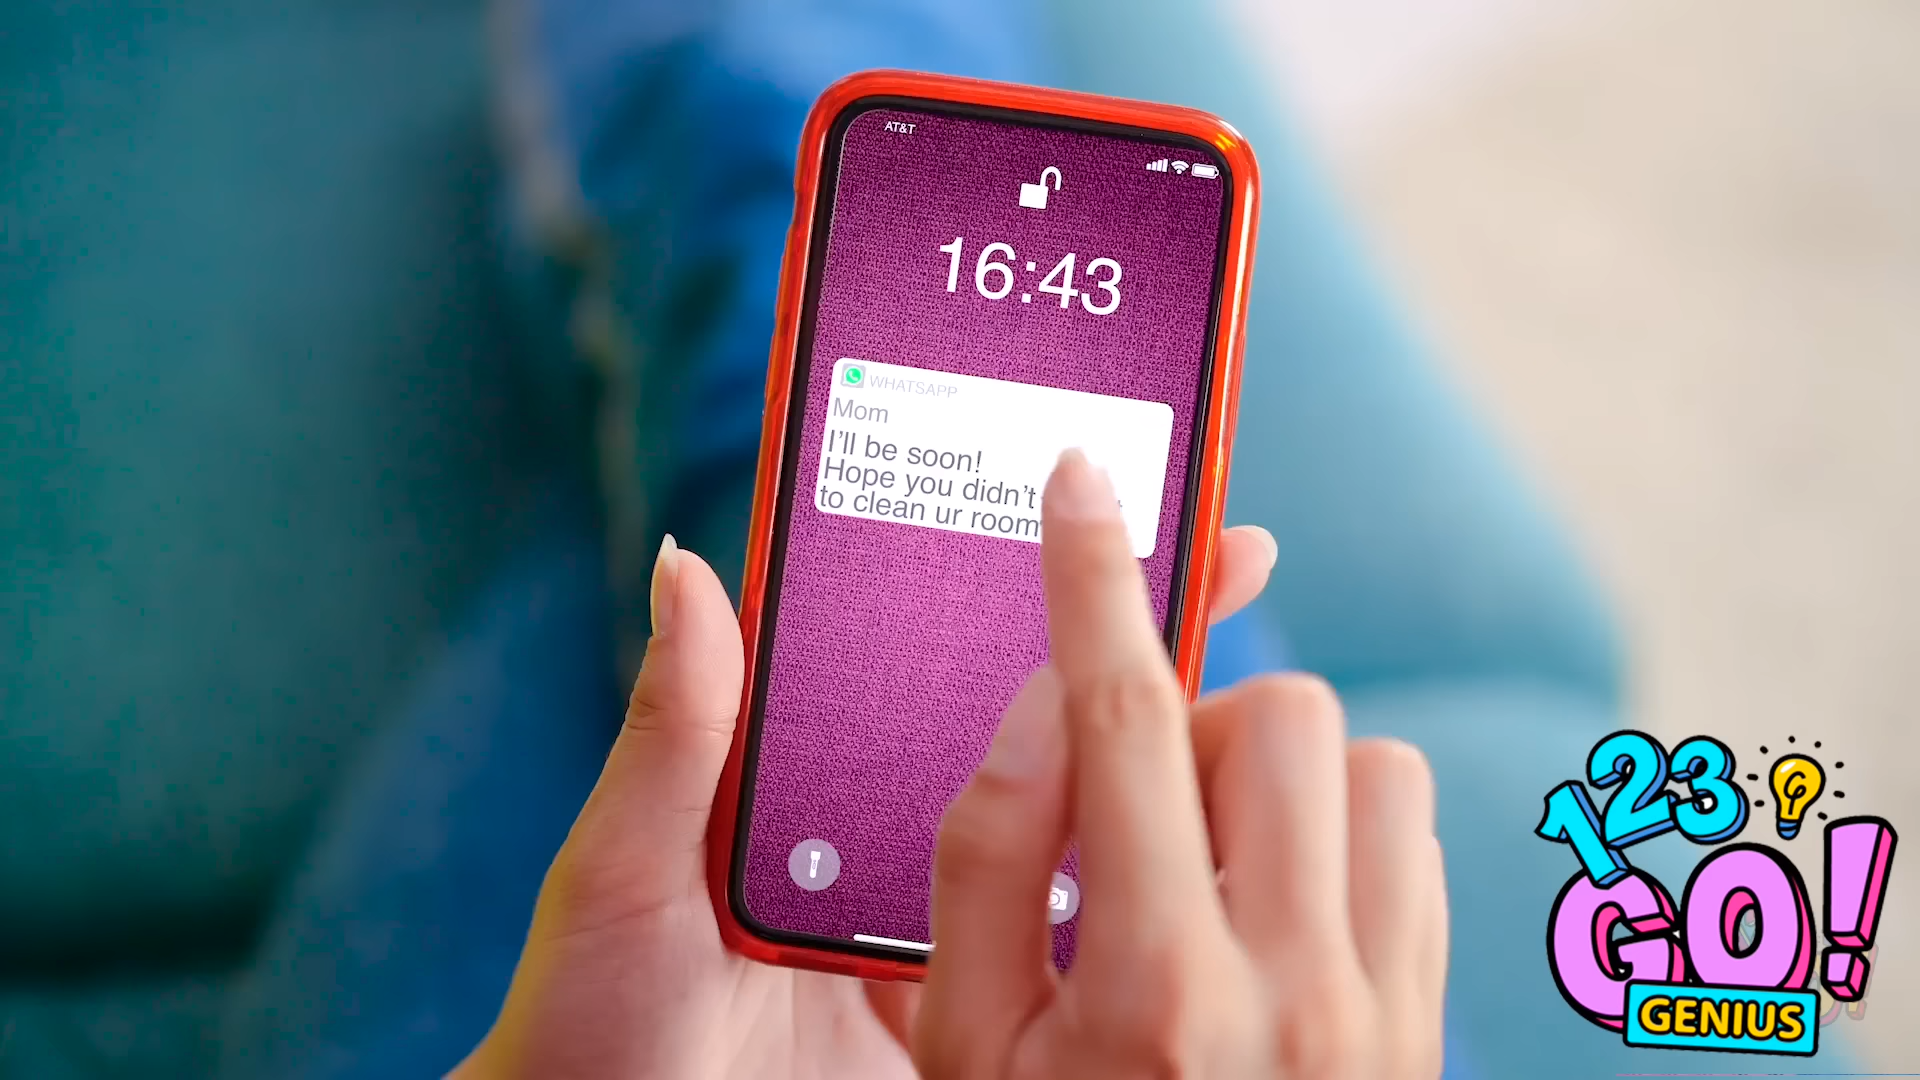 AT&T
16:43
WHATSAPP
Mom
I'll be soon!
Hope you didn't
to clean ur room
123
GO!
GENIUS